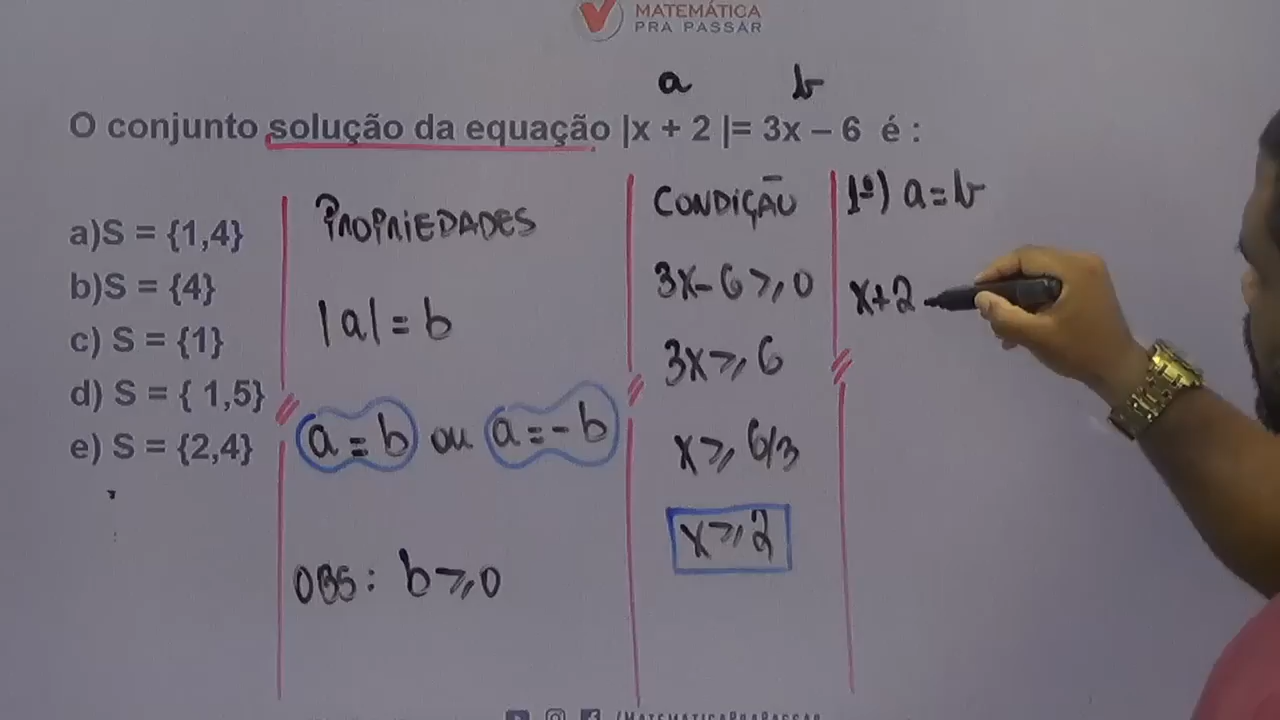 MATEMÁTICA
PRA PASSAR
a b
O conjunto solução da equação |x + 2 |= 3x – 6 é :
a)S = {1,4}
b)S = {4}
c) S = {1}
d) S = { 1,5}
e) S = {2,4}
PROPRIEDADES
|a| = b
a = b ou a = - b
OBS : b ⩾ 0
CONDIÇÃO
3x - 6 ⩾ 0
3x ⩾ 6
x ⩾ 6/3
x ⩾ 2
1º) a = b
x+2
/MATEMATICAPRAPASSAR